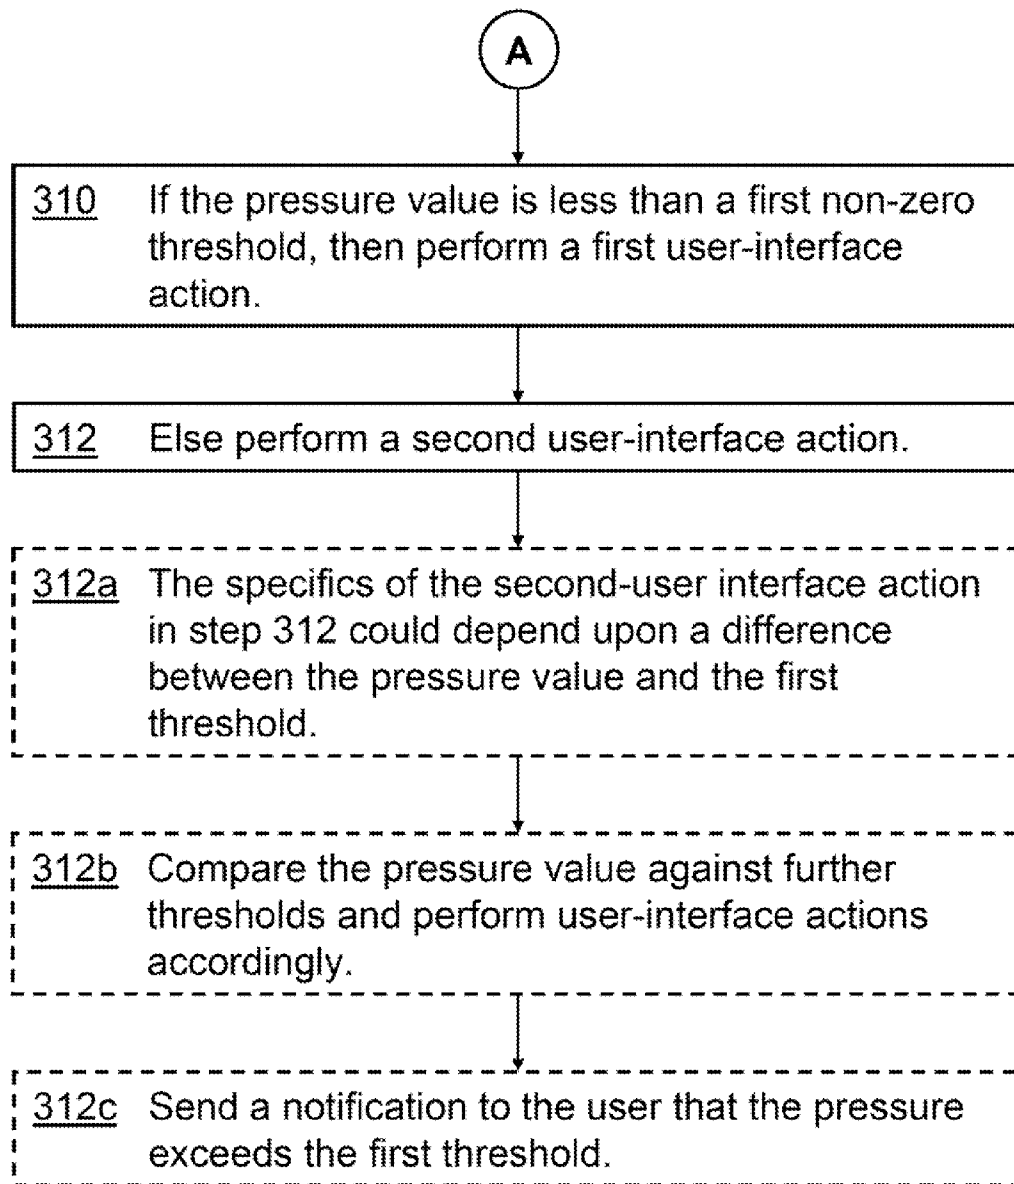 A
310 If the pressure value is less than a first non-zero
threshold, then perform a first user-interface
action.
312 Else perform a second user-interface action.
312a The specifics of the second-user interface action
in step 312 could depend upon a difference
between the pressure value and the first
threshold.
312b Compare the pressure value against further
thresholds and perform user-interface actions
accordingly.
312c Send a notification to the user that the pressure
exceeds the first threshold.